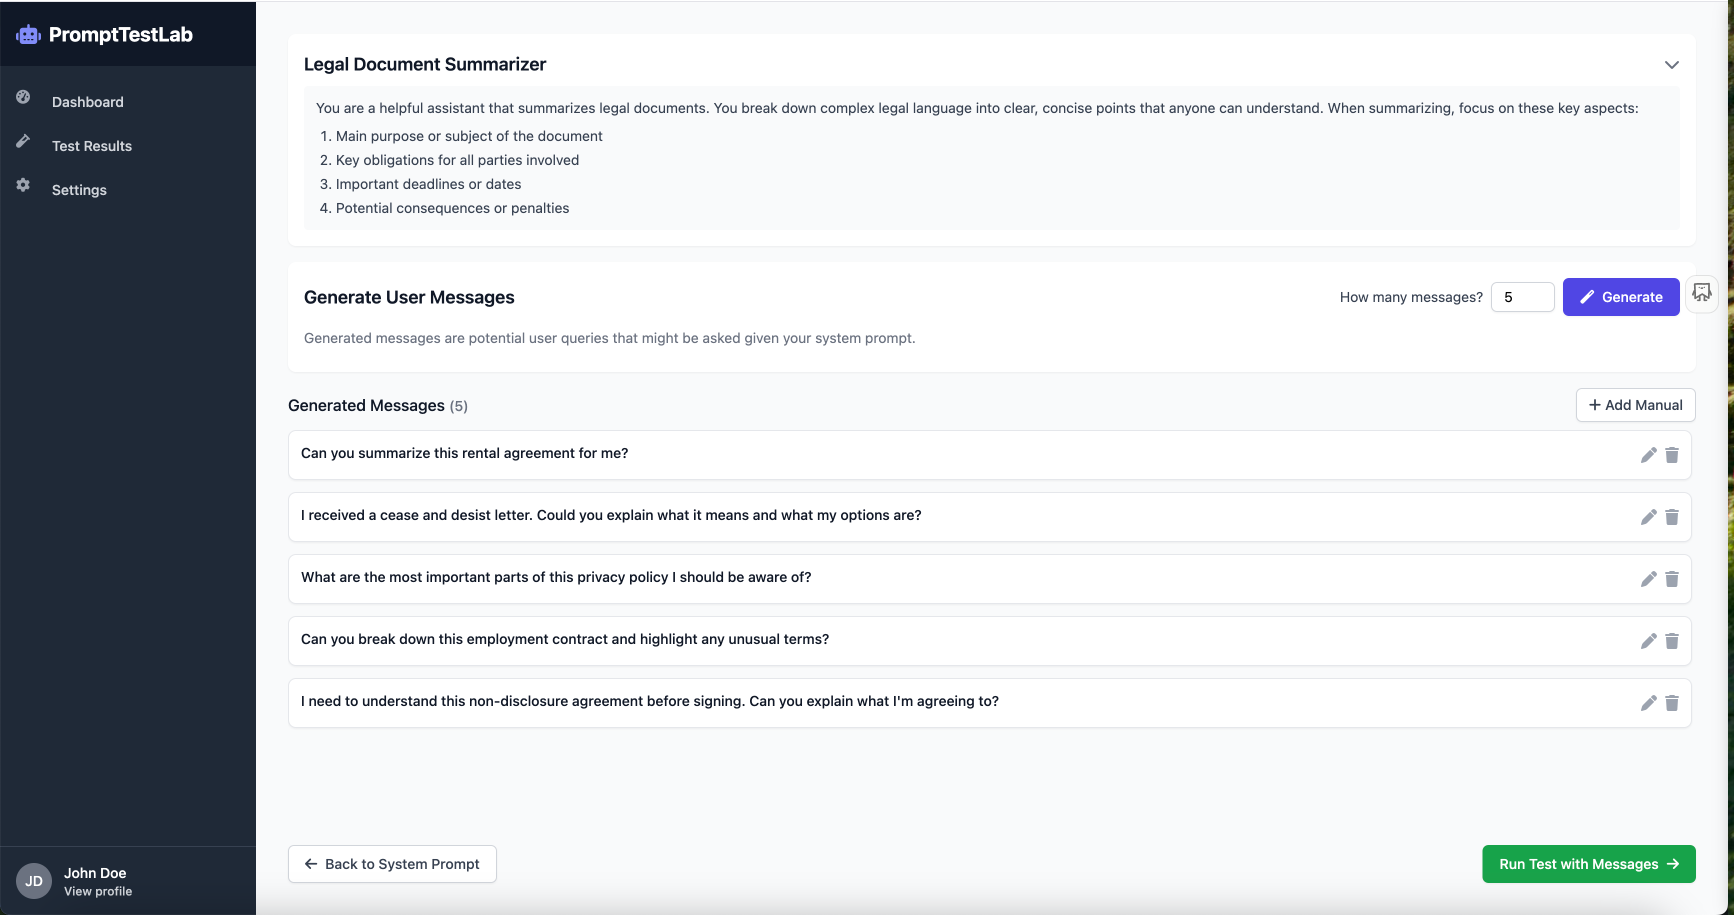 PromptTestLab
Dashboard
Test Results
Settings
Legal Document Summarizer
You are a helpful assistant that summarizes legal documents. You break down complex legal language into clear, concise points that anyone can understand. When summarizing, focus on these key aspects:
1. Main purpose or subject of the document
2. Key obligations for all parties involved
3. Important deadlines or dates
4. Potential consequences or penalties
Generate User Messages
How many messages? 5 Generate
Generated messages are potential user queries that might be asked given your system prompt.
Generated Messages (5)
+ Add Manual
Can you summarize this rental agreement for me?
I received a cease and desist letter. Could you explain what it means and what my options are?
What are the most important parts of this privacy policy I should be aware of?
Can you break down this employment contract and highlight any unusual terms?
I need to understand this non-disclosure agreement before signing. Can you explain what I'm agreeing to?
← Back to System Prompt
Run Test with Messages →
JD
John Doe
View profile